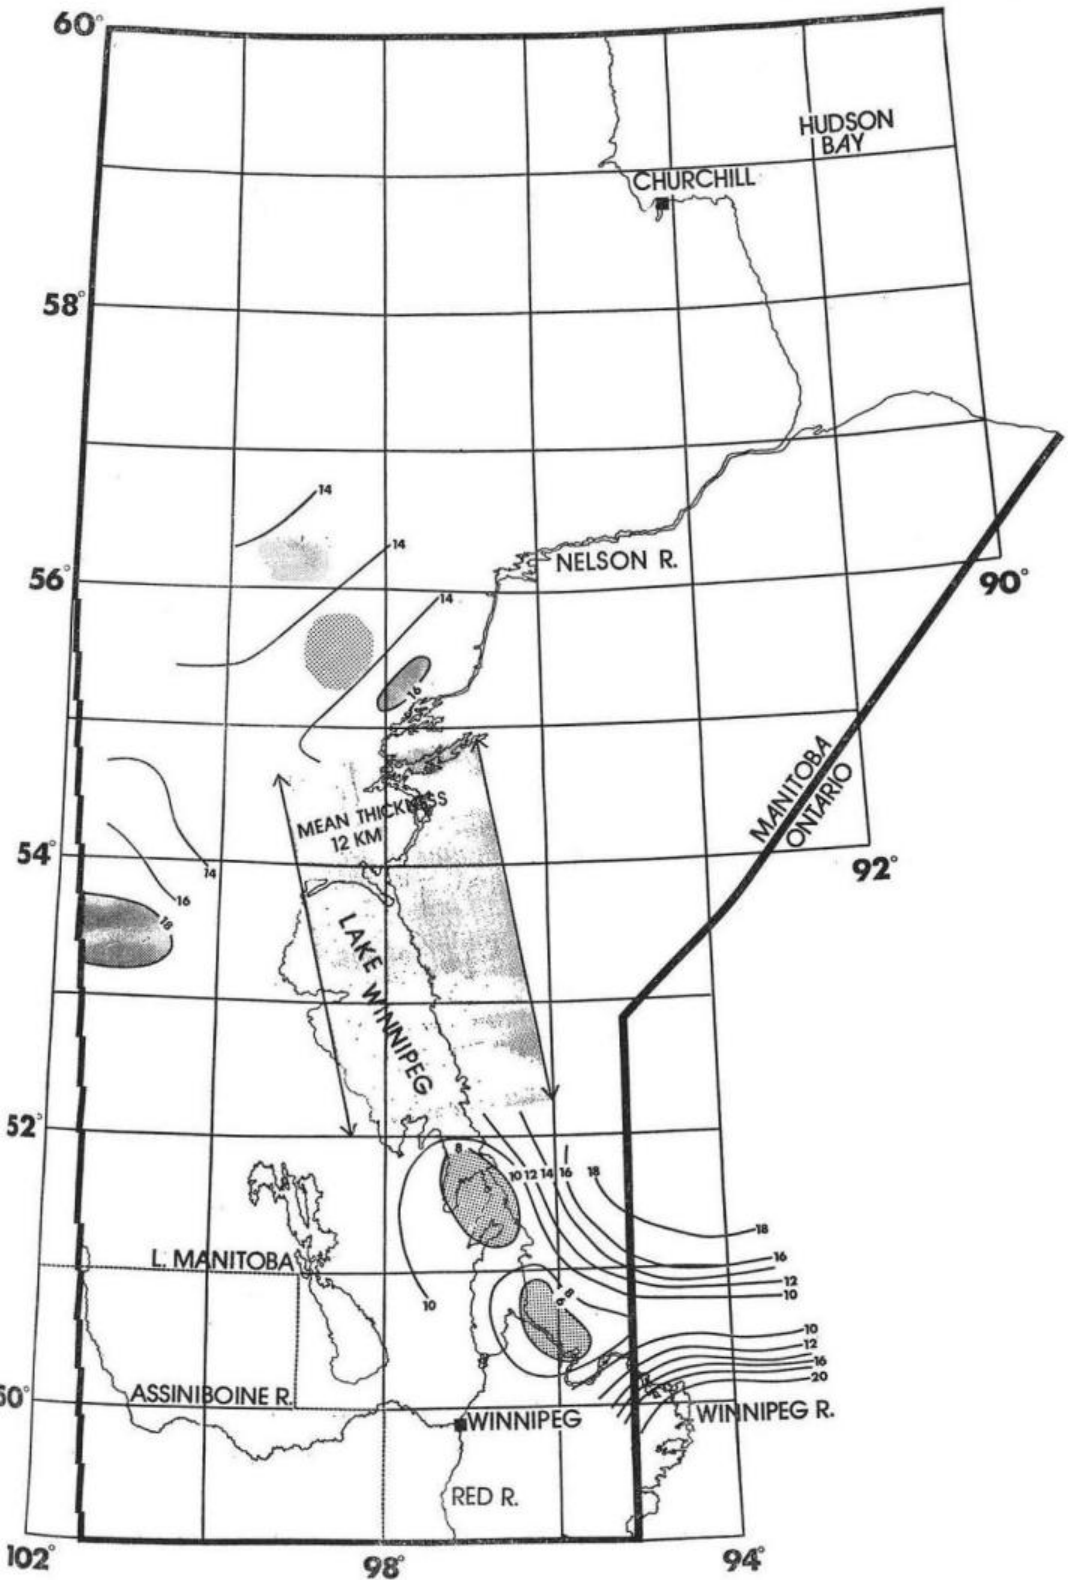 60°
HUDSON
BAY
CHURCHILL
58°
14
14
NELSON R.
56°
90°
14
16
MANITOBA
ONTARIO
MEAN THICKNESS
12 KM
54°
92°
14
16
18
LAKE WINNIPEG
52°
8
10 12 14 16 18
18
16
L. MANITOBA
12
10
10
8
6
10
12
16
20
ASSINIBOINE R.
WINNIPEG
WINNIPEG R.
RED R.
102°
98°
94°